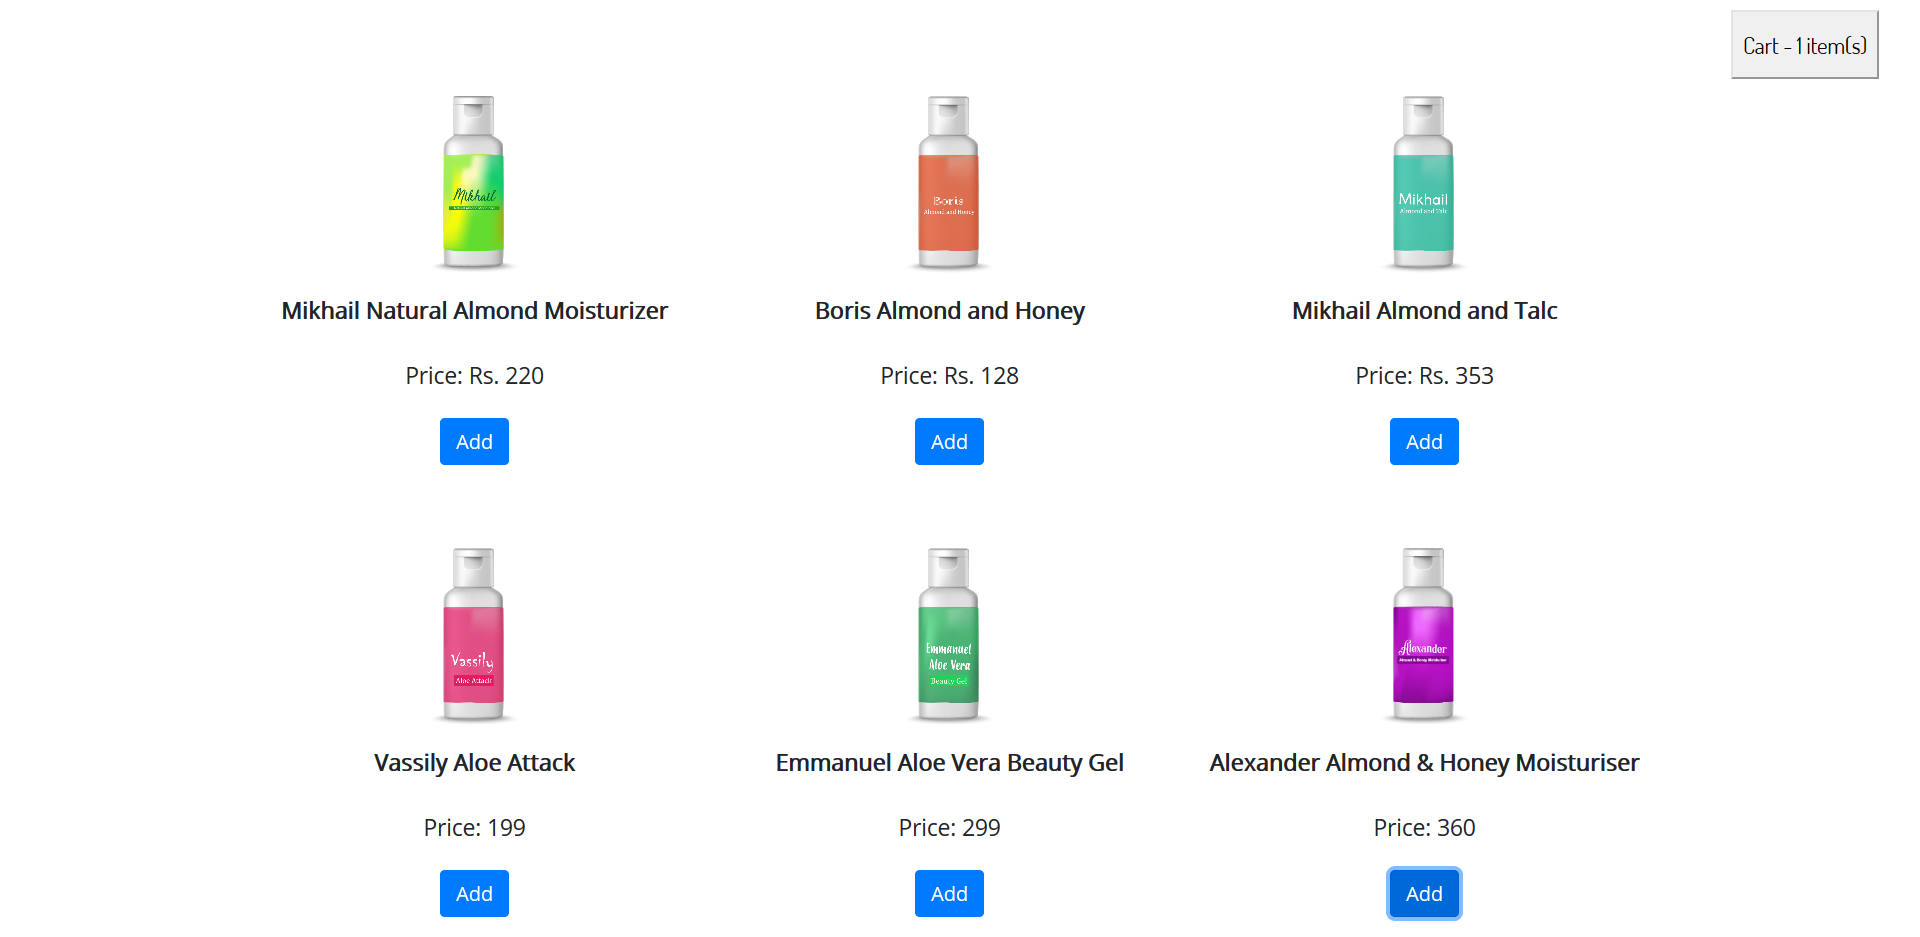 Cart - 1 item(s)
Mikhail
Boris
Almond and Honey
Mikhail
Almond and Talc
Mikhail Natural Almond Moisturizer
Boris Almond and Honey
Mikhail Almond and Talc
Price: Rs. 220
Price: Rs. 128
Price: Rs. 353
Add
Add
Add
Vassily
Aloe Attack
Emmanuel
Aloe Vera
Beauty Gel
Alexander
Almond & Honey Moisturiser
Vassily Aloe Attack
Emmanuel Aloe Vera Beauty Gel
Alexander Almond & Honey Moisturiser
Price: 199
Price: 299
Price: 360
Add
Add
Add